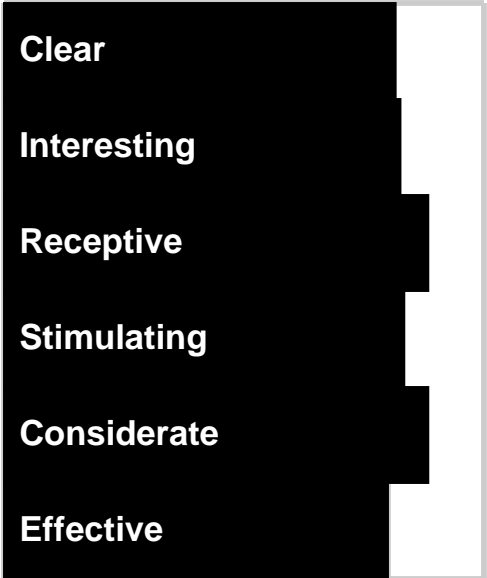 Clear
Interesting
Receptive
Stimulating
Considerate
Effective